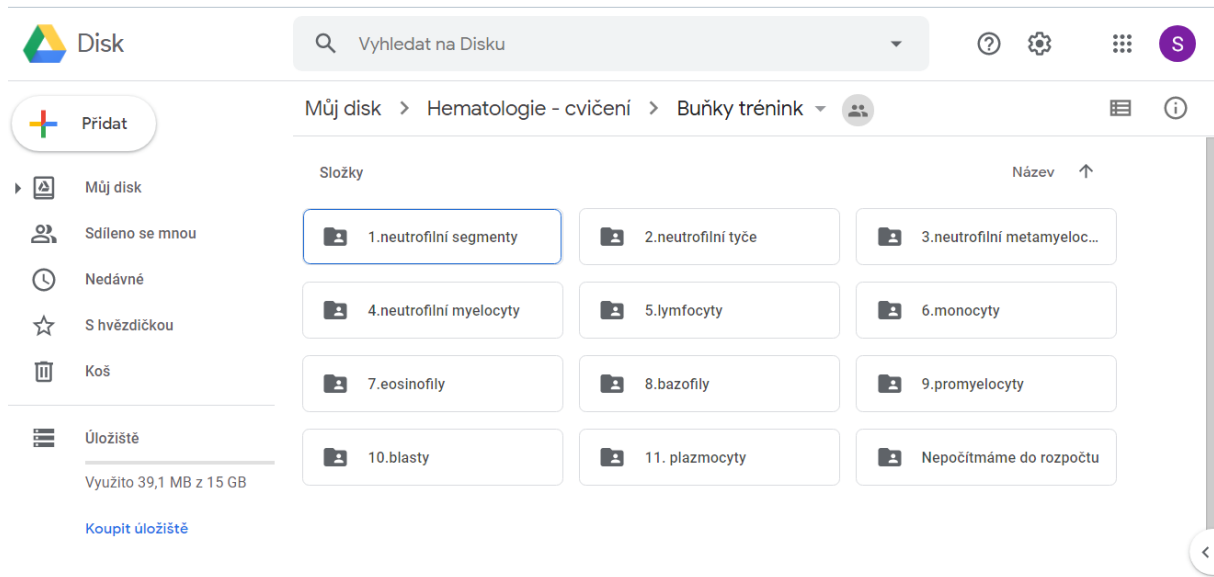 Disk
Vyhledat na Disku
S
Přidat
Můj disk > Hematologie - cvičení > Buňky trénink
Můj disk
Sdíleno se mnou
Nedávné
S hvězdičkou
Koš
Úložiště
Využito 39,1 MB z 15 GB
Koupit úložiště
Složky
Název
1.neutrofilní segmenty
2.neutrofilní tyče
3.neutrofilní metamyeloc...
4.neutrofilní myelocyty
5.lymfocyty
6.monocyty
7.eosinofily
8.bazofily
9.promyelocyty
10.blasty
11. plazmocyty
Nepočítmáme do rozpočtu